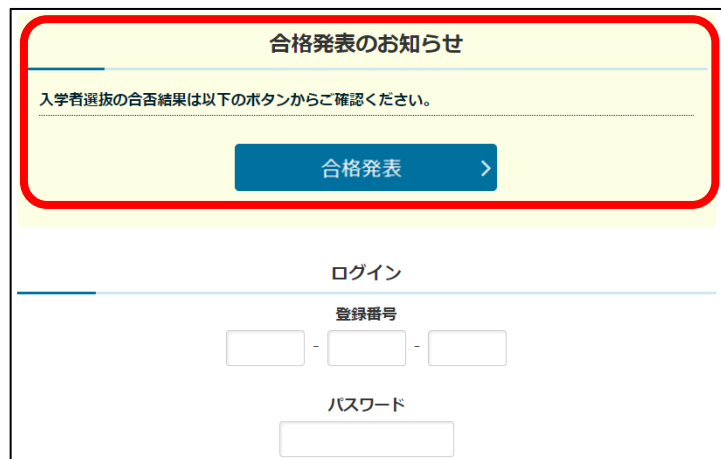 合格発表のお知らせ
入学者選抜の合否結果は以下のボタンからご確認ください。
合格発表
ログイン
登録番号
- -
パスワード